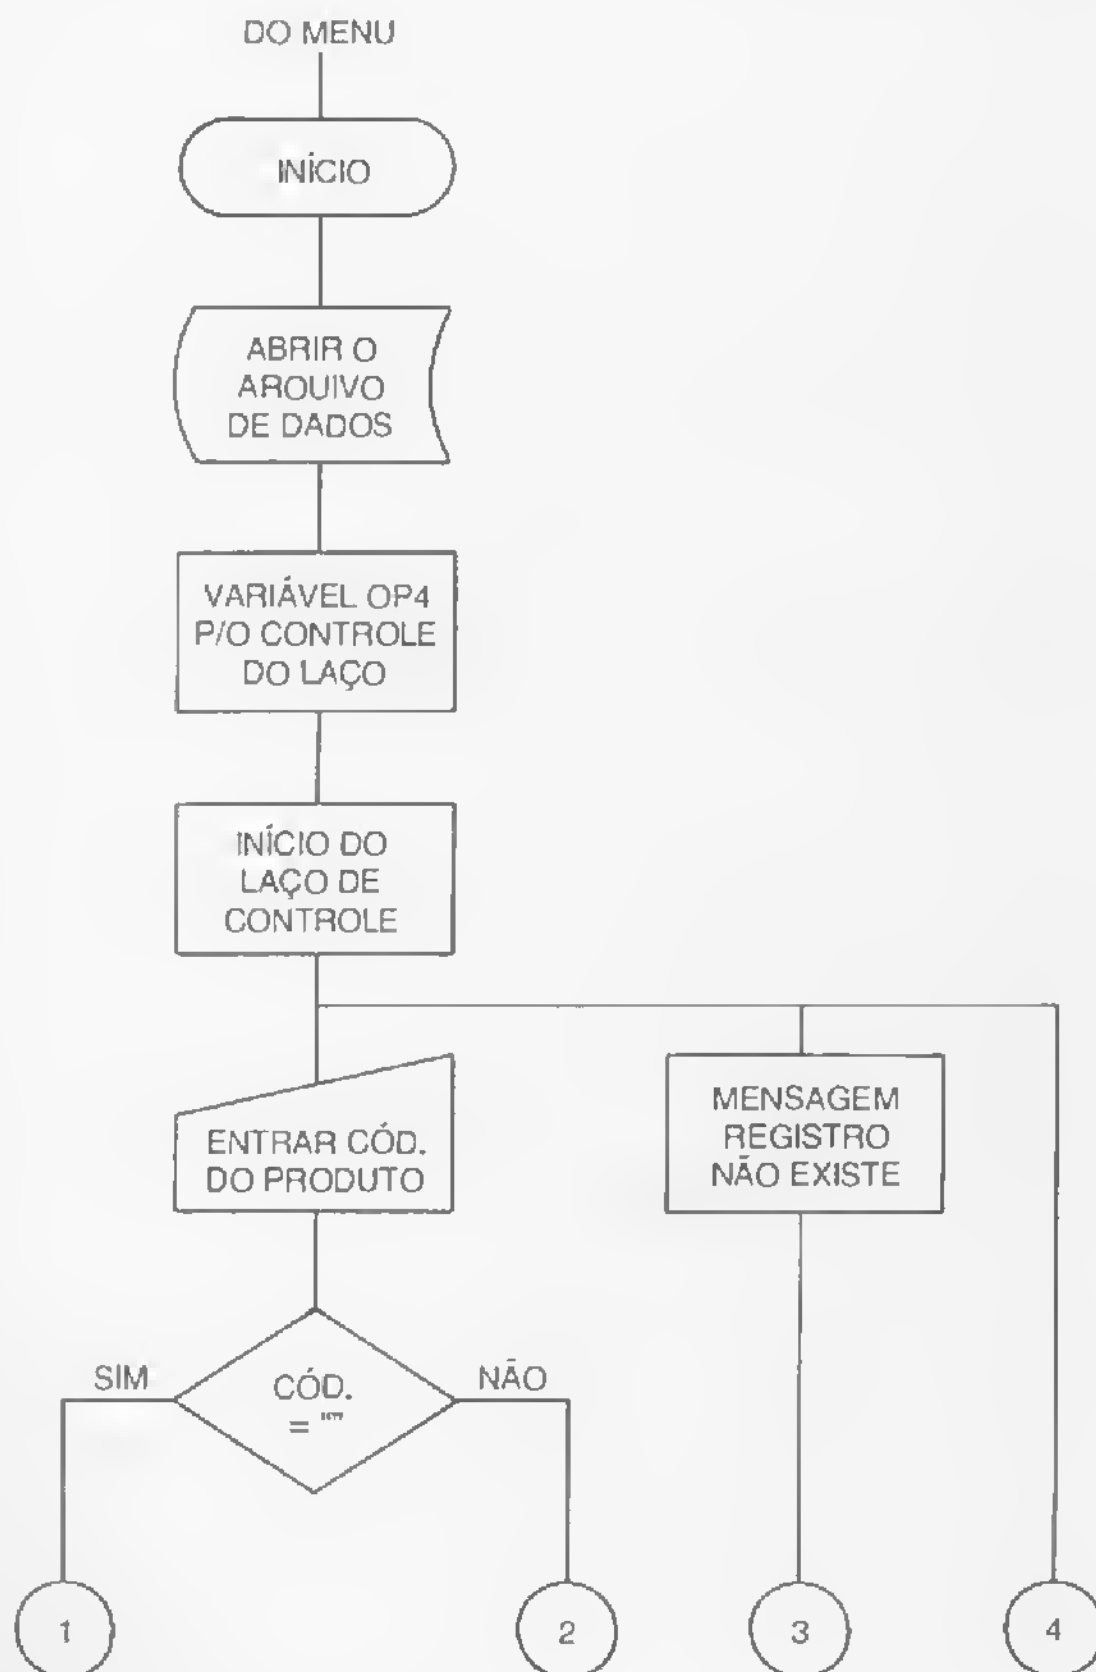 DO MENU
INÍCIO
ABRIR O
AROUIVO
DE DADOS
VARIÁVEL OP4
P/O CONTROLE
DO LAÇO
INÍCIO DO
LAÇO DE
CONTROLE
ENTRAR CÓD.
DO PRODUTO
MENSAGEM
REGISTRO
NÃO EXISTE
SIM
CÓD.
= ""
NÃO
1
2
3
4